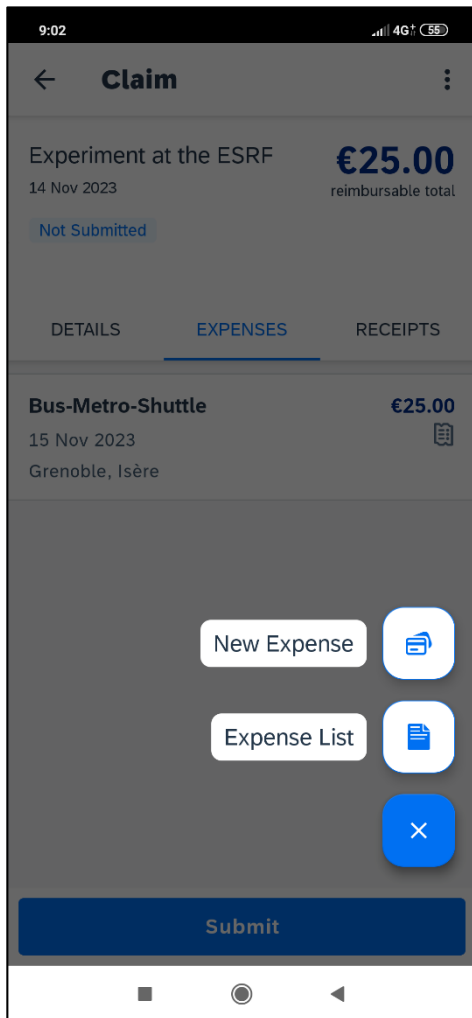 9:02
4G+ 55
Claim
Experiment at the ESRF
€25.00
14 Nov 2023
reimbursable total
Not Submitted
DETAILS EXPENSES RECEIPTS
Bus-Metro-Shuttle
€25.00
15 Nov 2023
Grenoble, Isère
New Expense
Expense List
Submit